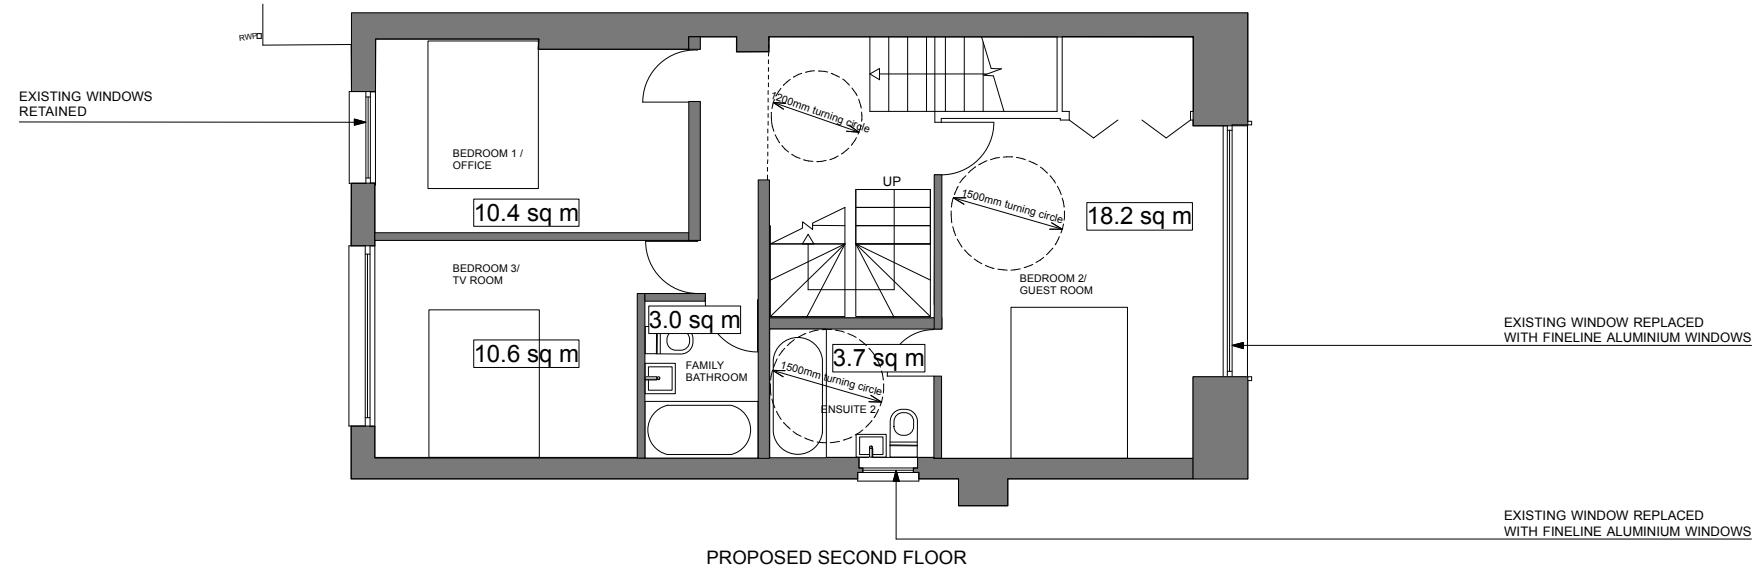 RWP
EXISTING WINDOWS
RETAINED
1200mm turning circle
BEDROOM 1 /
OFFICE
10.4 sq m
UP
1500mm turning circle
18.2 sq m
BEDROOM 3/
TV ROOM
BEDROOM 2/
GUEST ROOM
3.0 sq m
10.6 sq m
FAMILY
BATHROOM
3.7 sq m
1500mm turning circle
ENSUITE 2
EXISTING WINDOW REPLACED
WITH FINELINE ALUMINIUM WINDOWS
EXISTING WINDOW REPLACED
WITH FINELINE ALUMINIUM WINDOWS
PROPOSED SECOND FLOOR